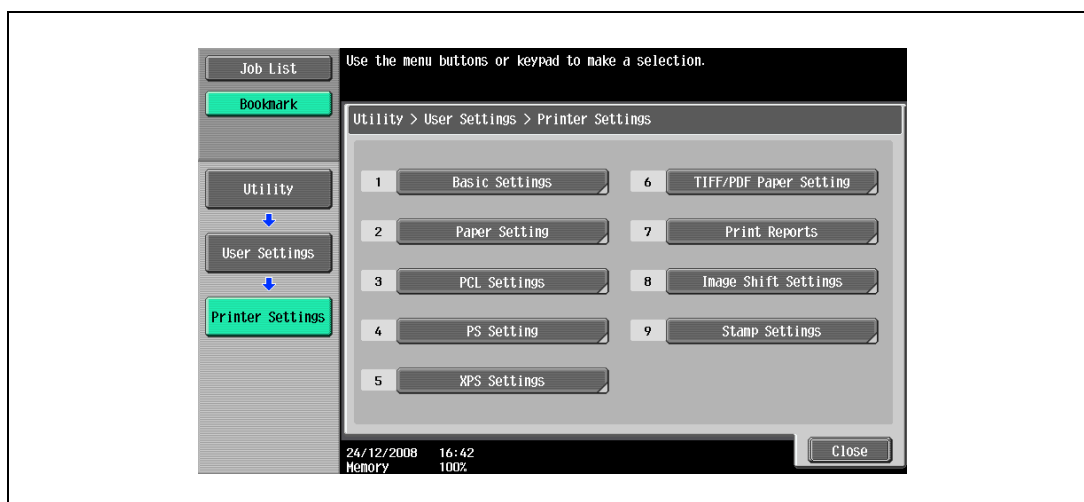 Job List
Bookmark
Utility
User Settings
Printer Settings
Use the menu buttons or keypad to make a selection.
Utility > User Settings > Printer Settings
1 Basic Settings
2 Paper Setting
3 PCL Settings
4 PS Setting
5 XPS Settings
6 TIFF/PDF Paper Setting
7 Print Reports
8 Image Shift Settings
9 Stamp Settings
24/12/2008 16:42
Memory 100%
Close